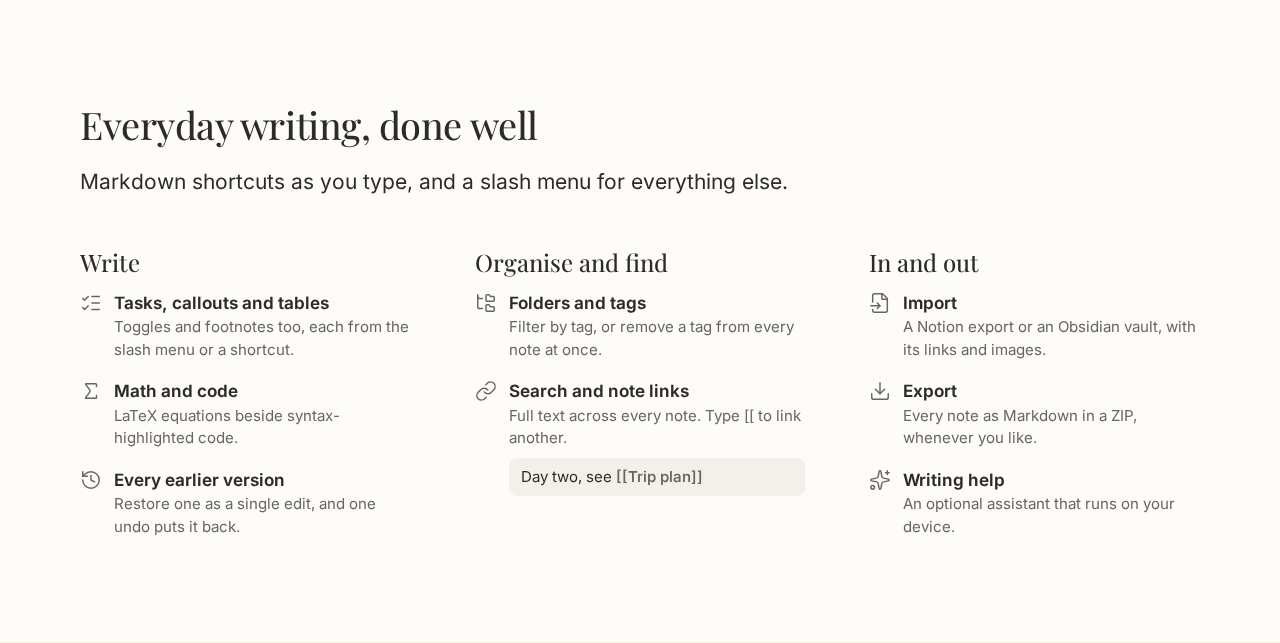 Everyday writing, done well
Markdown shortcuts as you type, and a slash menu for everything else.
Write
Tasks, callouts and tables
Toggles and footnotes too, each from the
slash menu or a shortcut.
Math and code
LaTeX equations beside syntax-
highlighted code.
Every earlier version
Restore one as a single edit, and one
undo puts it back.
Organise and find
Folders and tags
Filter by tag, or remove a tag from every
note at once.
Search and note links
Full text across every note. Type [[ to link
another.
Day two, see [[Trip plan]]
In and out
Import
A Notion export or an Obsidian vault, with
its links and images.
Export
Every note as Markdown in a ZIP,
whenever you like.
Writing help
An optional assistant that runs on your
device.